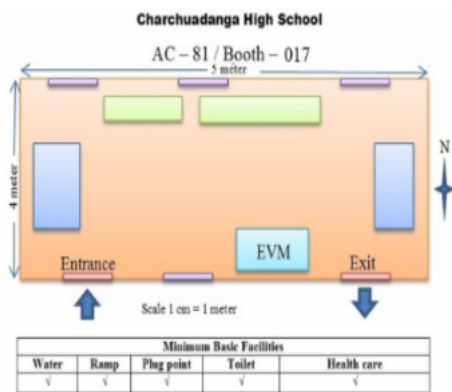 Charchuadanga High School
AC – 81 / Booth – 017
5 meter
4 meter
N
EVM
Entrance
Exit
Scale 1 cm = 1 meter
Minimum Basic Facilities
Water Ramp Plug point Toilet Health care
√ √ √ √ √